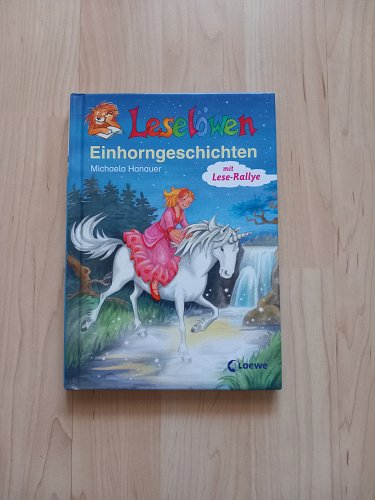 Leselöwen
Einhorngeschichten
Michaela Hanauer
mit
Lese-Rallye
Loewe